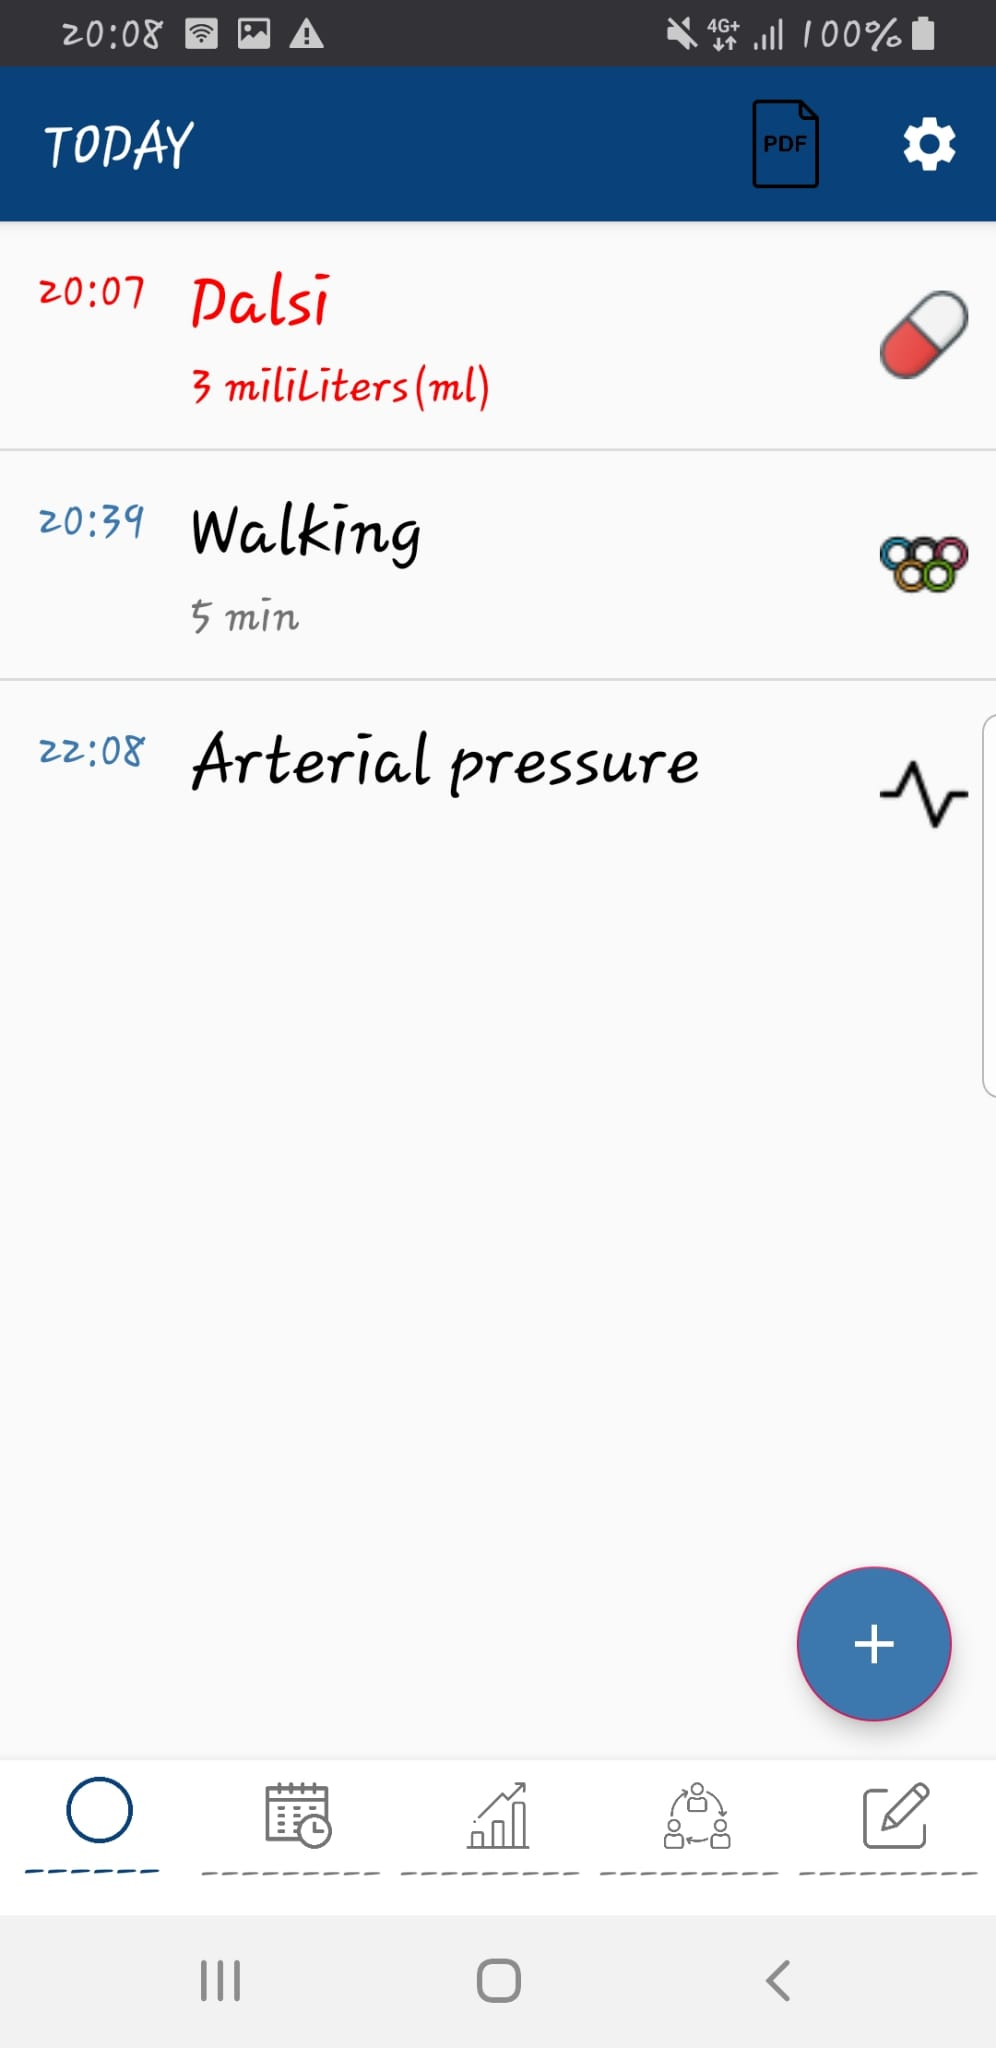 20:08 4G+ 100%
TODAY PDF
20:07 Dalsi
3 mililiters(ml)
20:39 Walking
5 min
22:08 Arterial pressure